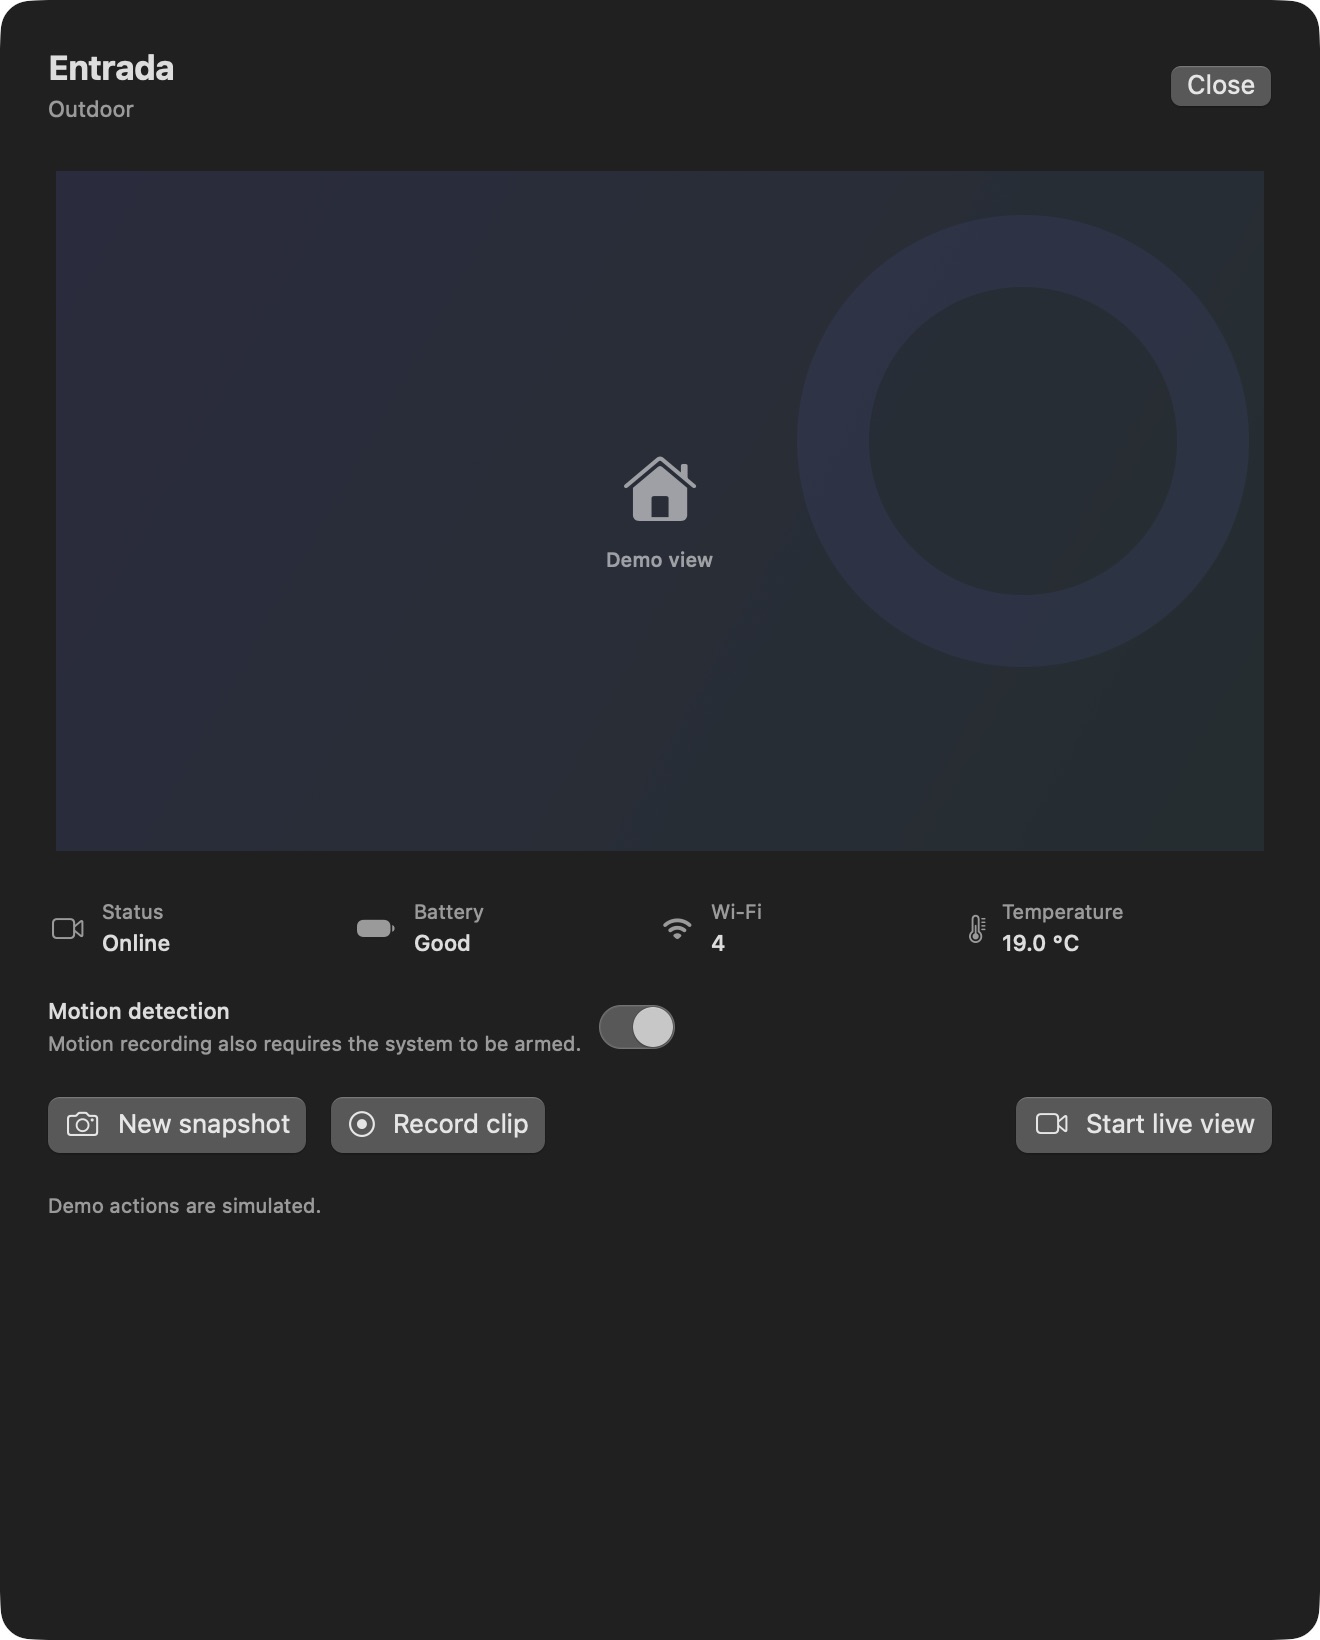 Entrada
Outdoor
Close
Demo view
Status
Online
Battery
Good
Wi-Fi
4
Temperature
19.0 °C
Motion detection
Motion recording also requires the system to be armed.
New snapshot
Record clip
Start live view
Demo actions are simulated.